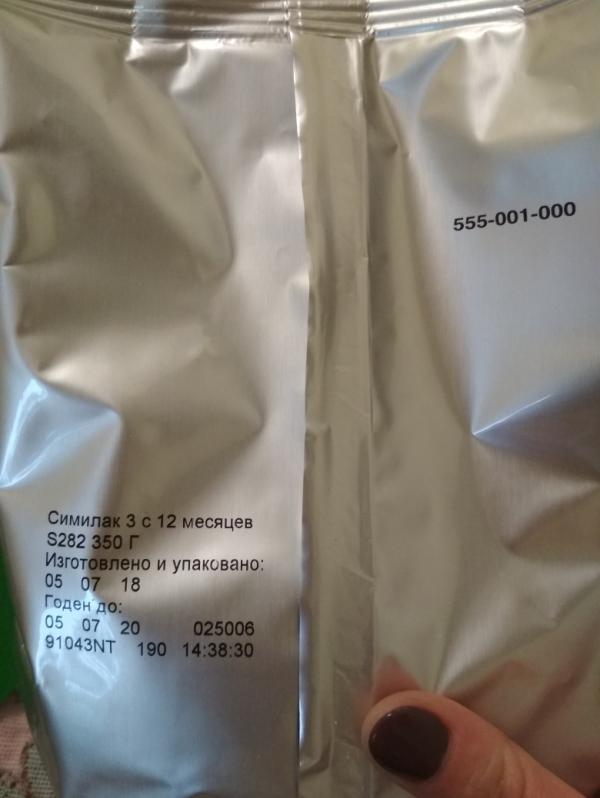 555-001-000
Симилак 3 с 12 месяцев
S282 350 Г
Изготовлено и упаковано:
05 07 18
Годен до:
05 07 20 025006
91043NT 190 14:38:30